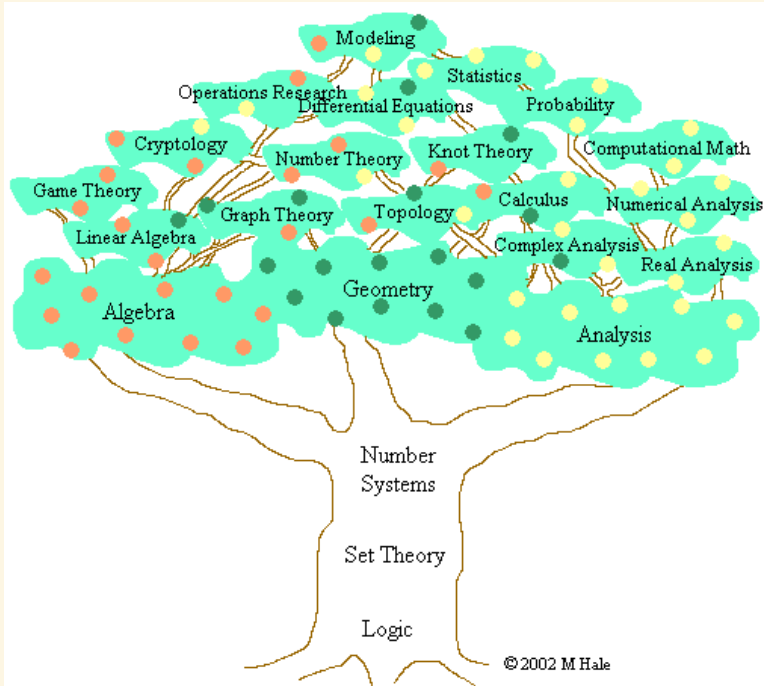 Modeling
Statistics
Operations Research
Differential Equations
Probability
Cryptology
Number Theory
Knot Theory
Computational Math
Game Theory
Graph Theory
Topology
Calculus
Numerical Analysis
Linear Algebra
Complex Analysis
Real Analysis
Algebra
Geometry
Analysis
Number
Systems
Set Theory
Logic
©2002 M Hale